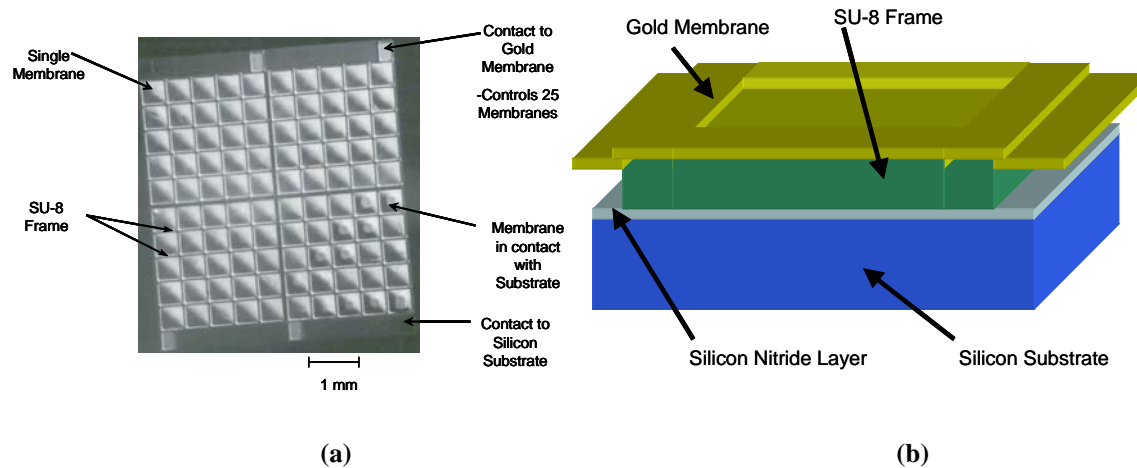 Single
Membrane
SU-8
Frame
Contact to
Gold
Membrane
-Controls 25
Membranes
Membrane
in contact
with
Substrate
Contact to
Silicon
Substrate
1 mm
(a)
Gold Membrane
SU-8 Frame
Silicon Nitride Layer
Silicon Substrate
(b)